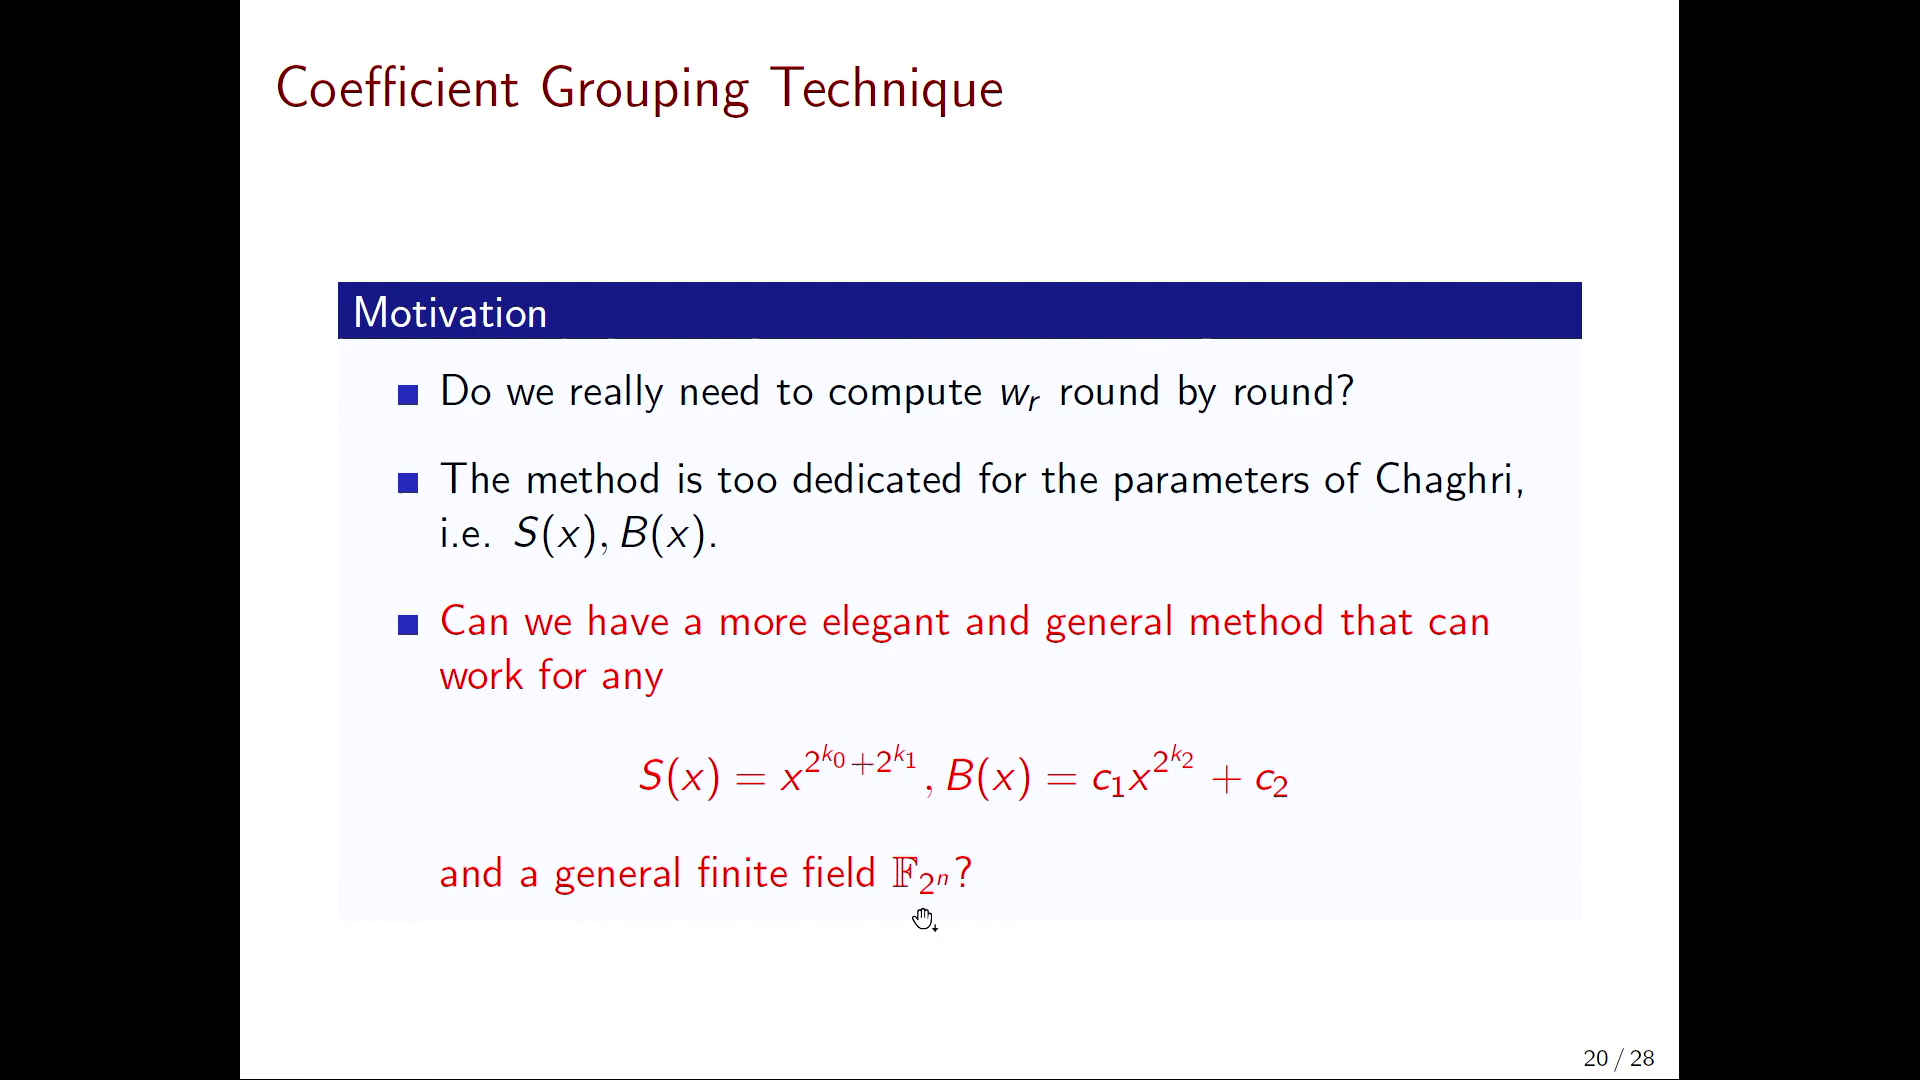 Coefficient Grouping Technique
Motivation
Do we really need to compute $w_r$ round by round?
The method is too dedicated for the parameters of Chaghri,
i.e. $S(x), B(x)$.
Can we have a more elegant and general method that can
work for any
$S(x) = x^{2^{k_0}+2^{k_1}}, B(x) = c_1x^{2^{k_2}} + c_2$
and a general finite field $\mathbb{F}_{2^n}$?
20 / 28